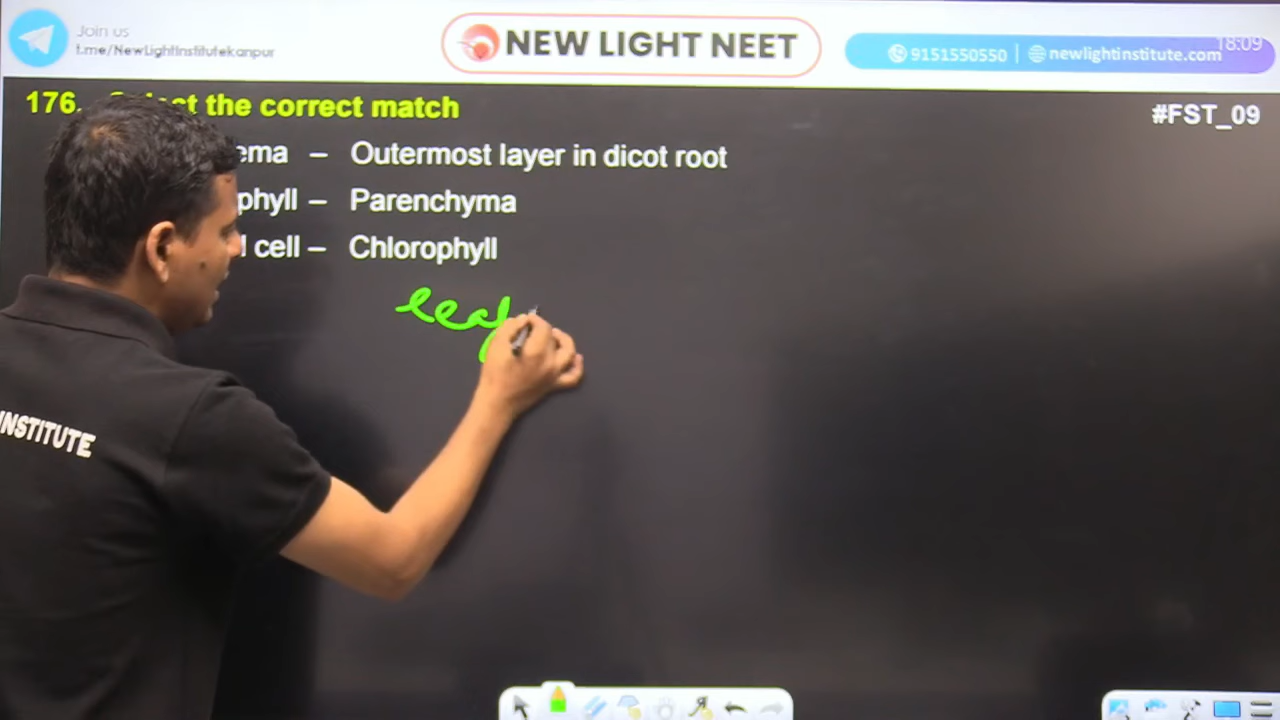 Join us
t.me/NewLightInstitutekanpur
NEW LIGHT NEET
9151550550 | newlightinstitute.com
18:09
176. Select the correct match
#FST_09
ema – Outermost layer in dicot root
phyll – Parenchyma
cell – Chlorophyll
INSTITUTE